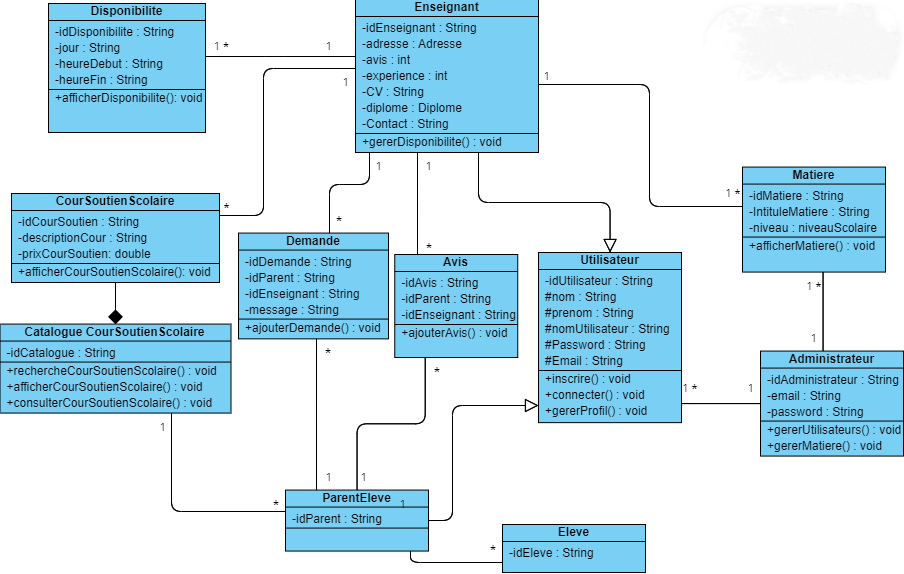 Disponibilite
-idDisponibilite : String
-jour : String
-heureDebut : String
-heureFin : String
+afficherDisponibilite(): void
1 *
1
1
Enseignant
-idEnseignant : String
-adresse : Adresse
-avis : int
-experience : int
-CV : String
-diplome : Diplome
-Contact : String
+gererDisponibilite() : void
1
1
1
1 *
Matiere
-idMatiere : String
-IntituleMatiere : String
-niveau : niveauScolaire
+afficherMatiere() : void
1 *
1
CourSoutienScolaire
-idCourSoutien : String
-descriptionCour : String
-prixCourSoutien: double
+afficherCourSoutienScolaire(): void
*
*
*
Demande
-idDemande : String
-idParent : String
-idEnseignant : String
-message : String
+ajouterDemande() : void
*
Avis
-idAvis : String
-idParent : String
-idEnseignant : String
+ajouterAvis() : void
*
Utilisateur
-idUtilisateur : String
#nom : String
#prenom : String
#nomUtilisateur : String
#Password : String
#Email : String
+inscrire() : void
+connecter() : void
+gererProfil() : void
1 *
1
Administrateur
-idAdministrateur : String
-email : String
-password : String
+gererUtilisateurs() : void
+gererMatiere() : void
Catalogue CourSoutienScolaire
-idCatalogue : String
+rechercheCourSoutienScolaire() : void
+afficherCourSoutienScolaire() : void
+consulterCourSoutienScolaire() : void
1
*
1
1
ParentEleve
1
-idParent : String
*
Eleve
-idEleve : String